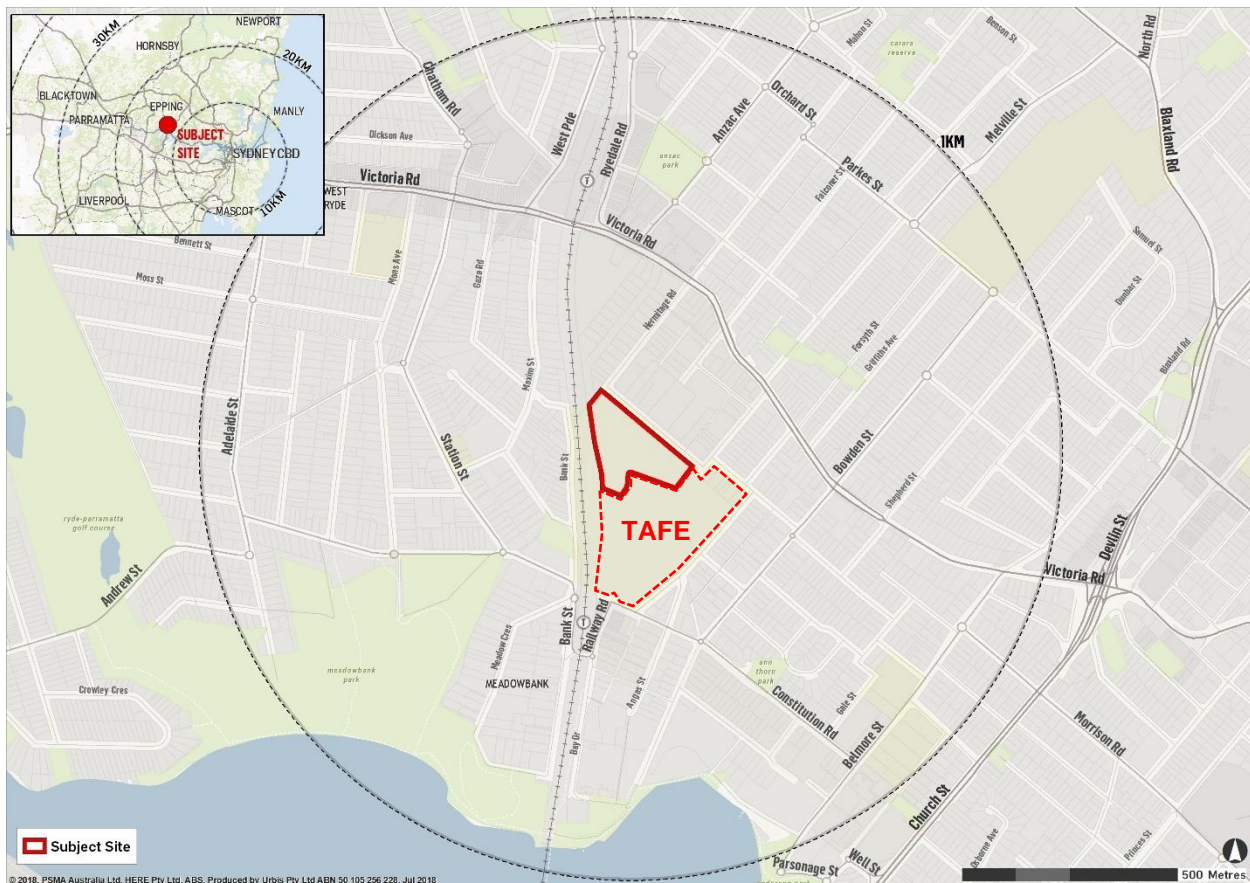 30KM
NEWPORT
HORNSBY
20KM
BLACKTOWN
EPPING
PARRAMATTA
MANLY
SUBJECT
SITE
SYDNEY CBD
LIVERPOOL
10KM
MASCOT
Chatham Rd
Dickson Ave
West Pde
Ryedale Rd
Anzac Ave
anzac
park
Orchard St
Mahon St
Benson St
carara
reserve
Melville St
North Rd
Blaxland Rd
1KM
Parkes St
Falconer St
Victoria Rd
WEST
RYDE
T
Victoria Rd
Bennett St
Moss St
Mons Ave
Gaza Rd
Hermitage Rd
Samuel St
Dunbar St
Forsyth St
Griffiths Ave
Blaxland Rd
Maxim St
Adelaide St
Station St
Bank St
Bowden St
Shepherd St
TAFE
ryde-parramatta
golf course
Andrew St
Devlin St
Victoria Rd
Bank St
Railway Rd
T
Meadow Cres
MEADOWBANK
meadowbank
park
Angus St
ann
thorn
park
Gale St
Constitution Rd
Belmore St
Morrison Rd
Crowley Cres
Bay Dr
Church St
Osborne Ave
Princes St
Well St
Parsonage St
Subject Site
500 Metres
© 2018. PSMA Australia Ltd, HERE Pty Ltd, ABS. Produced by Urbis Pty Ltd ABN 50 105 256 228, Jul 2018